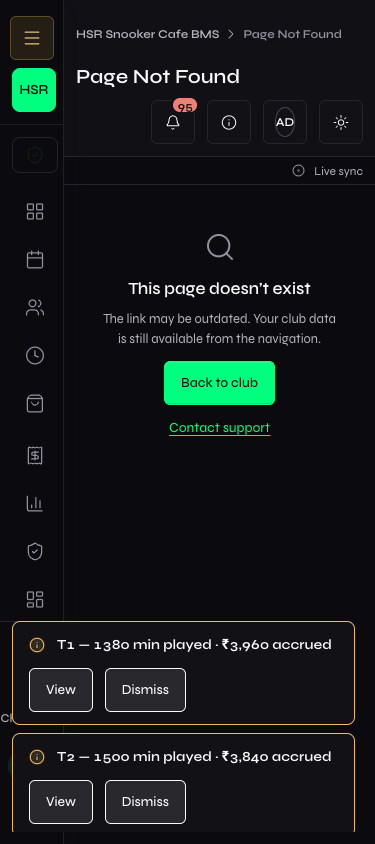 HSR Snooker Cafe BMS > Page Not Found
HSR
Page Not Found
95
AD
Live sync
This page doesn't exist
The link may be outdated. Your club data
is still available from the navigation.
Back to club
Contact support
T1 — 1380 min played · ₹3,960 accrued
View Dismiss
T2 — 1500 min played · ₹3,840 accrued
View Dismiss